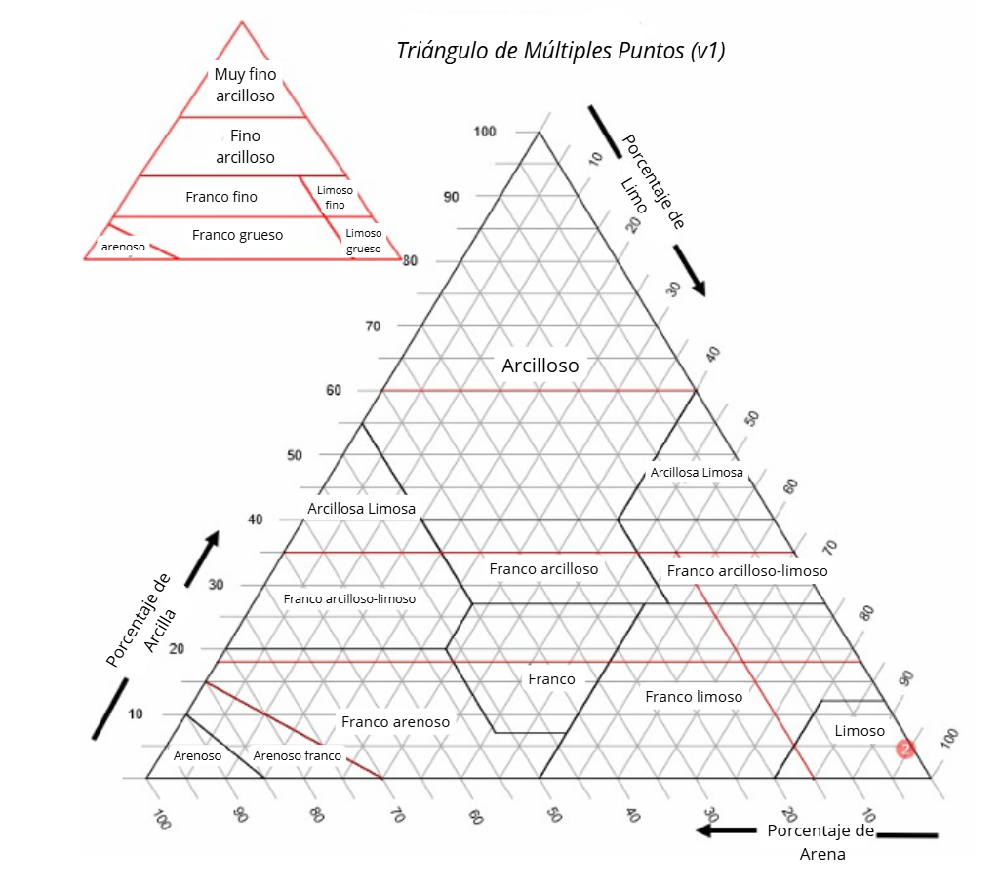 Triángulo de Múltiples Puntos (v1)
Muy fino
arcilloso
Fino
arcilloso
Franco fino
Limoso
fino
Franco grueso
Limoso
grueso
arenoso
Porcentaje de
Limo
100
90
80
70
60
50
40
30
20
10
10
20
30
40
50
60
70
80
90
100
Arcilloso
Arcillosa Limosa
Arcillosa Limosa
Franco arcilloso
Franco arcilloso-limoso
Franco arcilloso-limoso
Franco
Franco limoso
Franco arenoso
Limoso
Arenoso
Arenoso franco
2
Porcentaje de
Arcilla
100
90
80
70
60
50
40
30
20
10
Porcentaje de
Arena